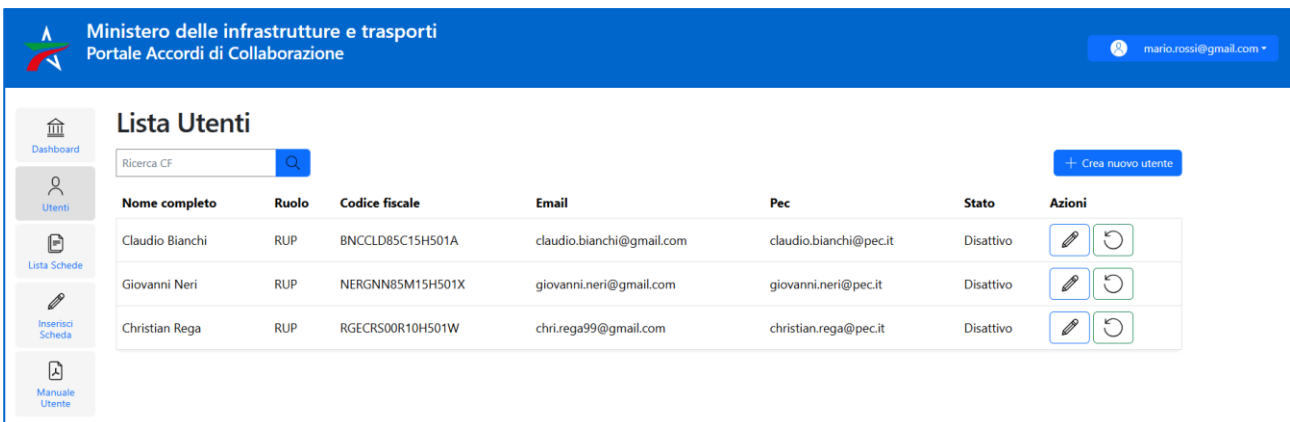 Ministero delle infrastrutture e trasporti
Portale Accordi di Collaborazione
mario.rossi@gmail.com
Dashboard
Utenti
Lista Schede
Inserisci
Scheda
Manuale
Utente
Lista Utenti
Ricerca CF
Crea nuovo utente
Nome completo Ruolo Codice fiscale Email Pec Stato Azioni
Claudio Bianchi RUP BNCCLD85C15H501A claudio.bianchi@gmail.com claudio.bianchi@pec.it Disattivo
Giovanni Neri RUP NERGNN85M15H501X giovanni.neri@gmail.com giovanni.neri@pec.it Disattivo
Christian Rega RUP RGECRS00R10H501W chri.rega99@gmail.com christian.rega@pec.it Disattivo